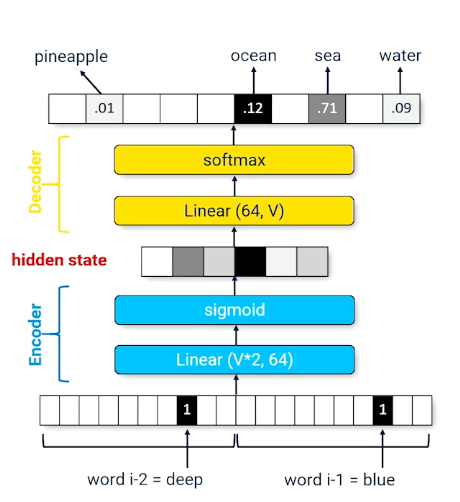 pineapple ocean sea water
.01 .12 .71 .09
softmax
Decoder
Linear (64, V)
hidden state
sigmoid
Encoder
Linear (V*2, 64)
1 1
word i-2 = deep word i-1 = blue